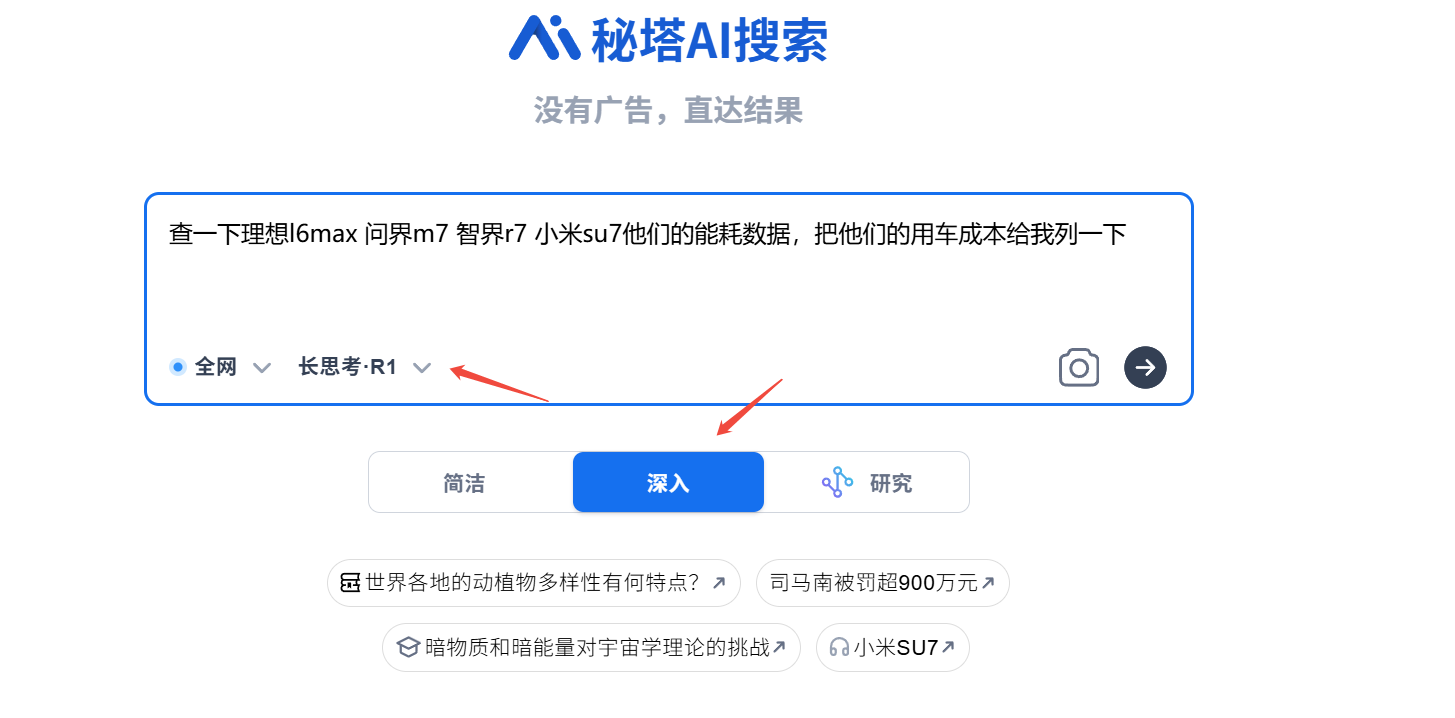 秘塔AI搜索
没有广告，直达结果
查一下理想l6max 问界m7 智界r7 小米su7他们的能耗数据，把他们的用车成本给我列一下
全网 长思考·R1
简洁 深入 研究
世界各地的动植物多样性有何特点？ 司马南被罚超900万元
暗物质和暗能量对宇宙学理论的挑战 小米SU7